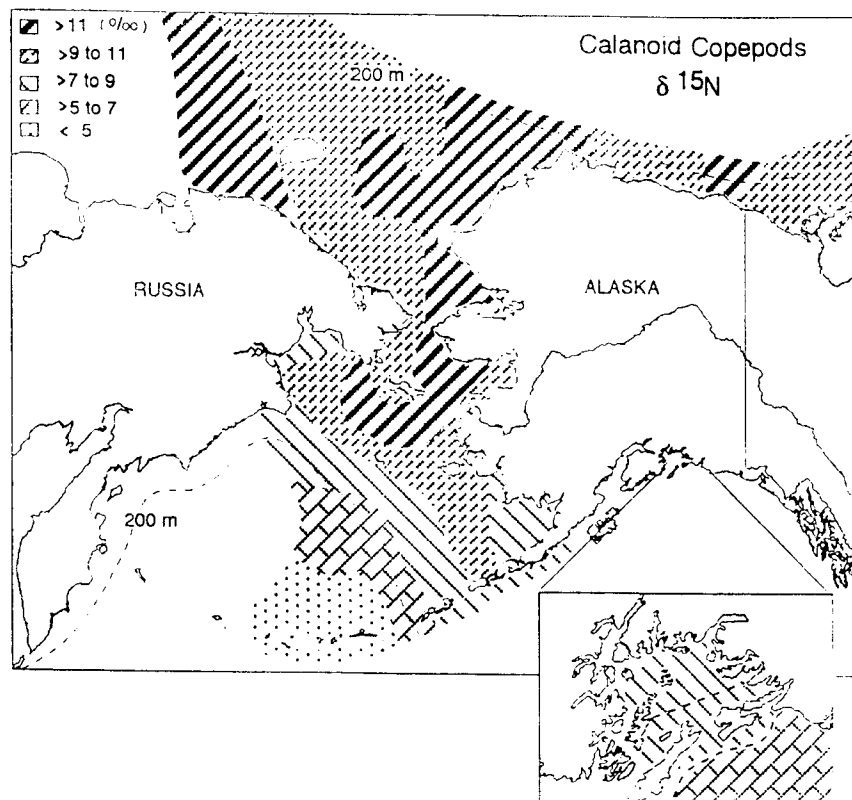 >11 (‰)
>9 to 11
>7 to 9
>5 to 7
< 5
Calanoid Copepods
δ 15N
200 m
RUSSIA
ALASKA
200 m